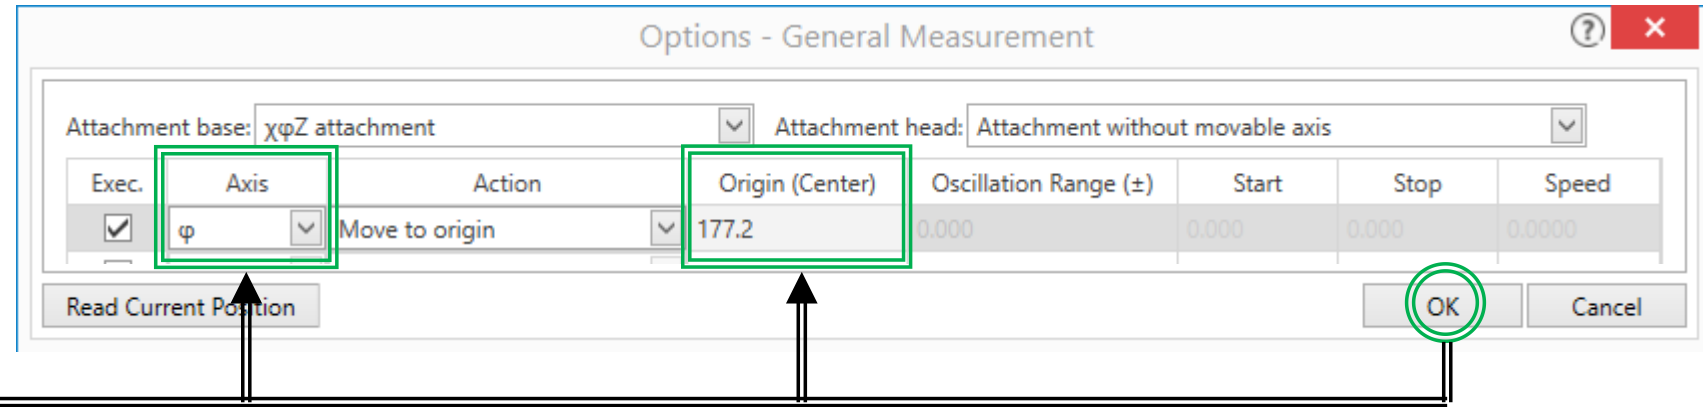 Options - General Measurement
Attachment base: χφZ attachment Attachment head: Attachment without movable axis
Exec. Axis Action Origin (Center) Oscillation Range (±) Start Stop Speed
φ Move to origin 177.2 0.000 0.000 0.000 0.0000
Read Current Position OK Cancel